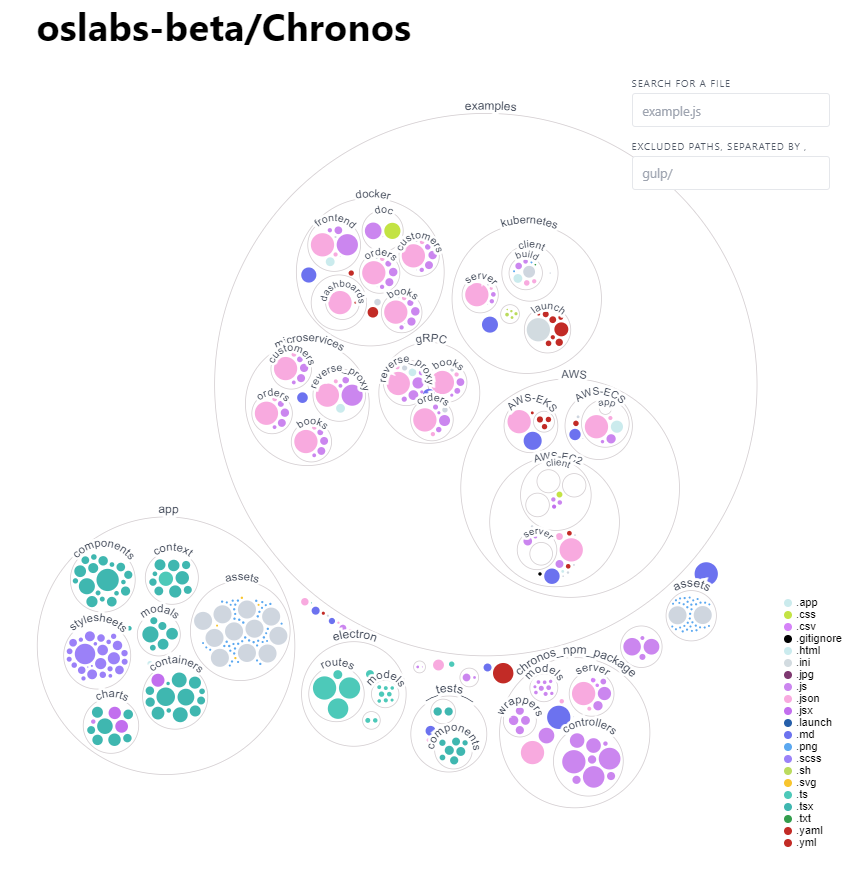 oslabs-beta/Chronos
SEARCH FOR A FILE
example.js
EXCLUDED PATHS, SEPARATED BY ,
gulp/
examples
docker
frontend
doc
customers
orders
dashboards
books
kubernetes
client
build
server
launch
microservices
customers
orders
reverse_proxy
books
gRPC
reverse_proxy
books
orders
AWS
AWS-EKS
AWS-ECS
app
AWS-EC2
client
server
app
components
context
assets
modals
stylesheets
containers
charts
electron
routes
models
tests
components
chronos_npm_package
models
server
wrappers
controllers
assets
.app
.css
.csv
.gitignore
.html
.ini
.jpg
.js
.json
.jsx
.launch
.md
.png
.scss
.sh
.svg
.ts
.tsx
.txt
.yaml
.yml